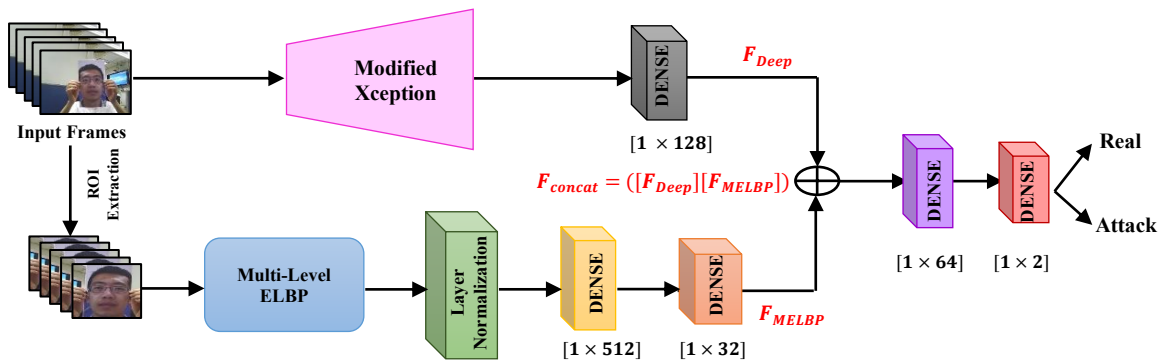 Input Frames
Modified
Xception
DENSE
[1 × 128]
F_Deep
F_concat = ([F_Deep][F_MELBP])
DENSE
[1 × 64]
DENSE
[1 × 2]
Real
Attack
ROI
Extraction
Multi-Level
ELBP
Layer
Normalization
DENSE
[1 × 512]
DENSE
[1 × 32]
F_MELBP